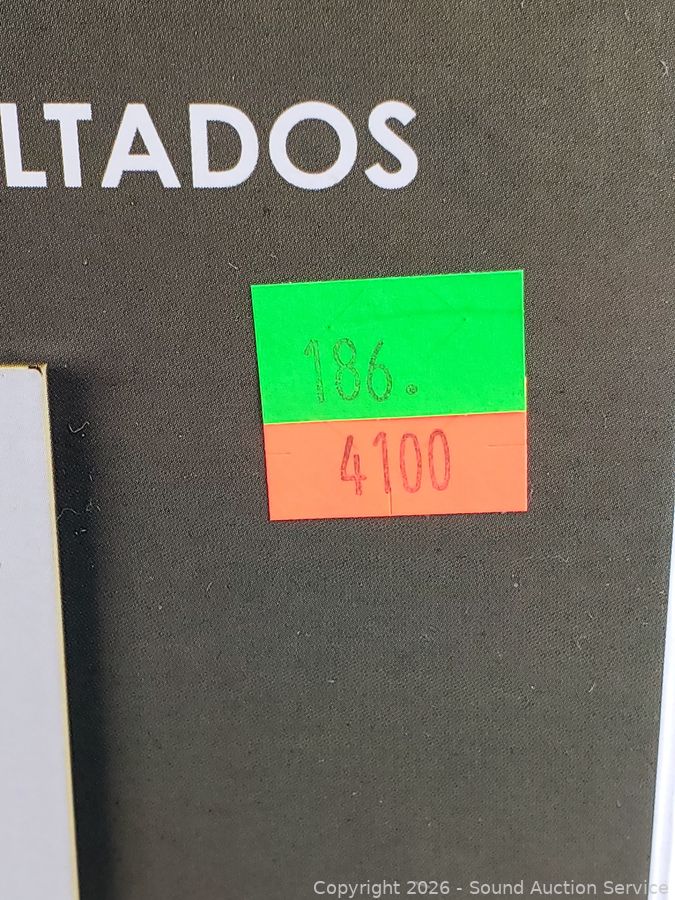 LTADOS
186.
4100
Copyright 2026 - Sound Auction Service